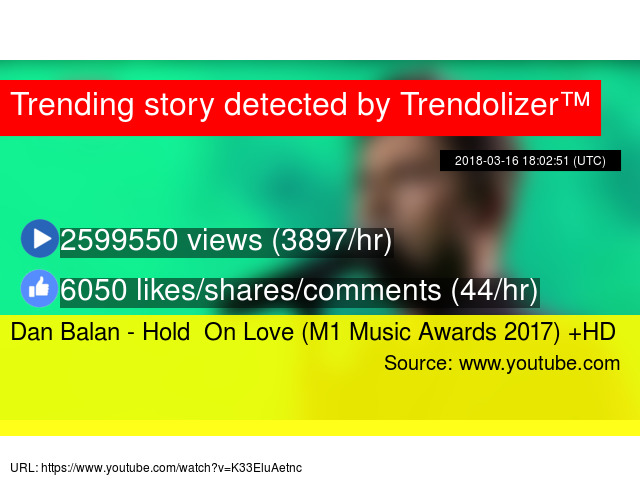 Trending story detected by Trendolizer™
2018-03-16 18:02:51 (UTC)
2599550 views (3897/hr)
6050 likes/shares/comments (44/hr)
Dan Balan - Hold  On Love (M1 Music Awards 2017) +HD
Source: www.youtube.com
URL: https://www.youtube.com/watch?v=K33EluAetnc